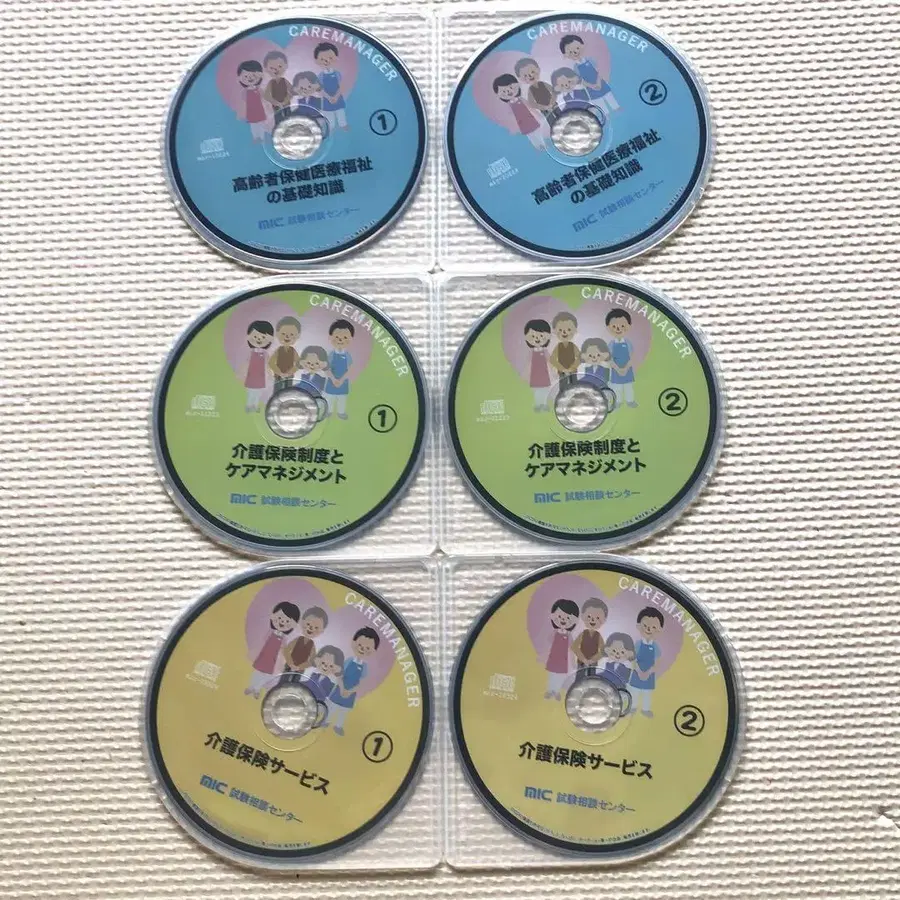 CAREMANAGER
①
高齢者保健医療福祉
の基礎知識
mic 試験相談センター
CAREMANAGER
②
高齢者保健医療福祉
の基礎知識
mic 試験相談センター
CAREMANAGER
①
介護保険制度と
ケアマネジメント
mic 試験相談センター
CAREMANAGER
②
介護保険制度と
ケアマネジメント
mic 試験相談センター
CAREMANAGER
①
介護保険サービス
mic 試験相談センター
CAREMANAGER
②
介護保険サービス
mic 試験相談センター